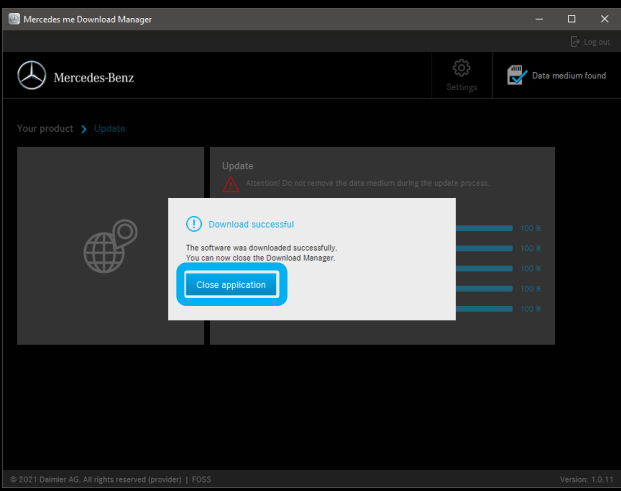 Mercedes me Download Manager
Log out
Mercedes-Benz
Settings
Data medium found
Your product > Update
Update
Attention! Do not remove the data medium during the update process.
100 %
100 %
100 %
100 %
100 %
Download successful
The software was downloaded successfully.
You can now close the Download Manager.
Close application
© 2021 Daimler AG. All rights reserved (provider) | FOSS
Version: 1.0.11